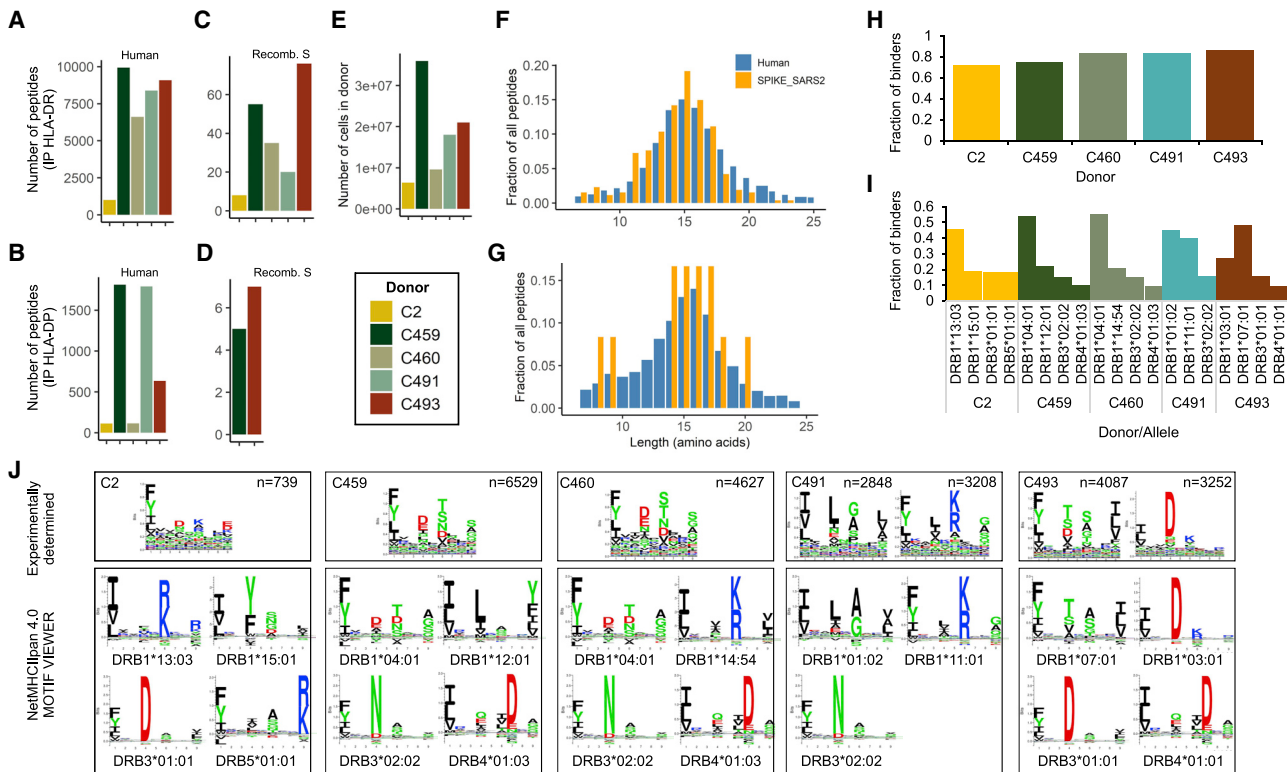 A
Human
Number of peptides
(IP HLA-DR)
10000
7500
5000
2500
0
C
Recomb. S
60
40
20
0
E
Number of cells in donor
3e+07
2e+07
1e+07
0e+00
F
Fraction of all peptides
0.20
0.15
0.10
0.05
0.00
Human
SPIKE_SARS2
10
15
20
25
H
Fraction of binders
1
0.8
0.6
0.4
0.2
0
C2
C459
C460
C491
C493
Donor
B
Human
Number of peptides
(IP HLA-DP)
1500
1000
500
0
D
Recomb. S
6
4
2
0
Donor
C2
C459
C460
C491
C493
G
Fraction of all peptides
0.15
0.10
0.05
0.00
10
15
20
25
Length (amino acids)
I
Fraction of binders
0.6
0.5
0.4
0.3
0.2
0.1
0
DRB1*13:03
DRB1*15:01
DRB3*01:01
DRB5*01:01
DRB1*04:01
DRB1*12:01
DRB3*02:02
DRB4*01:03
DRB1*04:01
DRB1*14:54
DRB3*02:02
DRB4*01:03
DRB1*01:02
DRB1*11:01
DRB3*02:02
DRB1*03:01
DRB1*07:01
DRB3*01:01
DRB4*01:01
C2
C459
C460
C491
C493
Donor/Allele
J
Experimentally
determined
C2
n=739
C459
n=6529
C460
n=4627
C491
n=2848
n=3208
C493
n=4087
n=3252
NetMHCIIpan 4.0
MOTIF VIEWER
DRB1*13:03
DRB1*15:01
DRB1*04:01
DRB1*12:01
DRB1*04:01
DRB1*14:54
DRB1*01:02
DRB1*11:01
DRB1*07:01
DRB1*03:01
DRB3*01:01
DRB5*01:01
DRB3*02:02
DRB4*01:03
DRB3*02:02
DRB4*01:03
DRB3*02:02
DRB3*01:01
DRB4*01:01